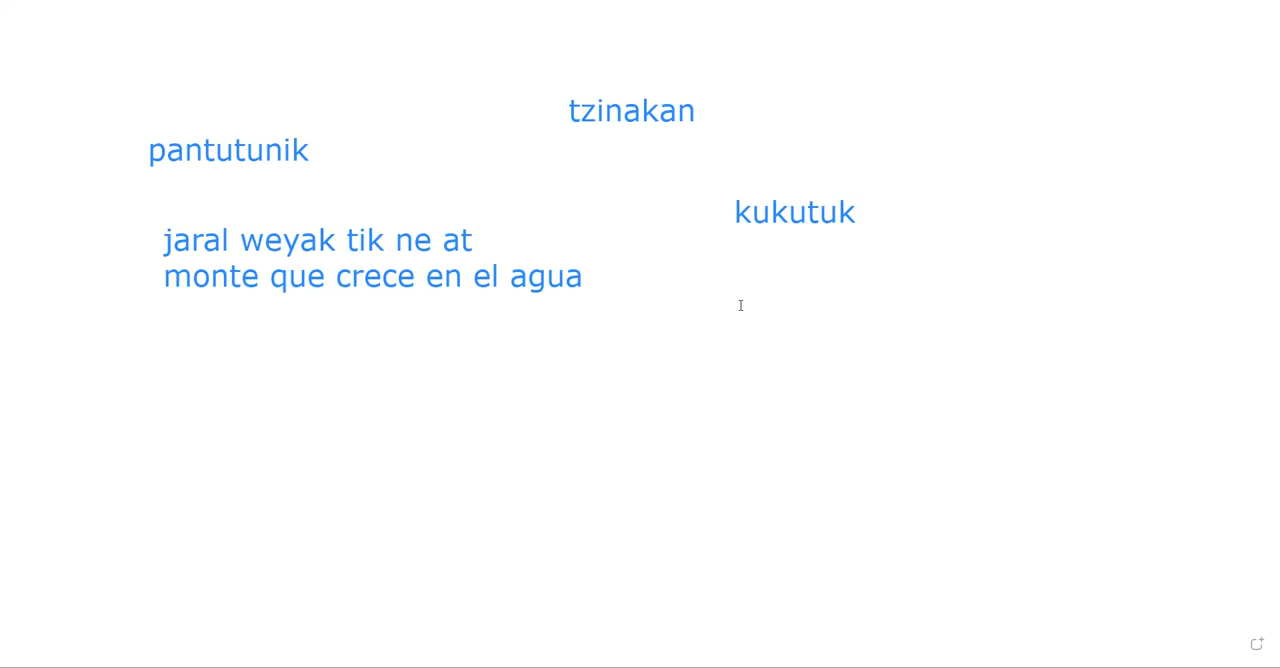 tzinakan
pantutunik
kukutuk
jaral weyak tik ne at
monte que crece en el agua